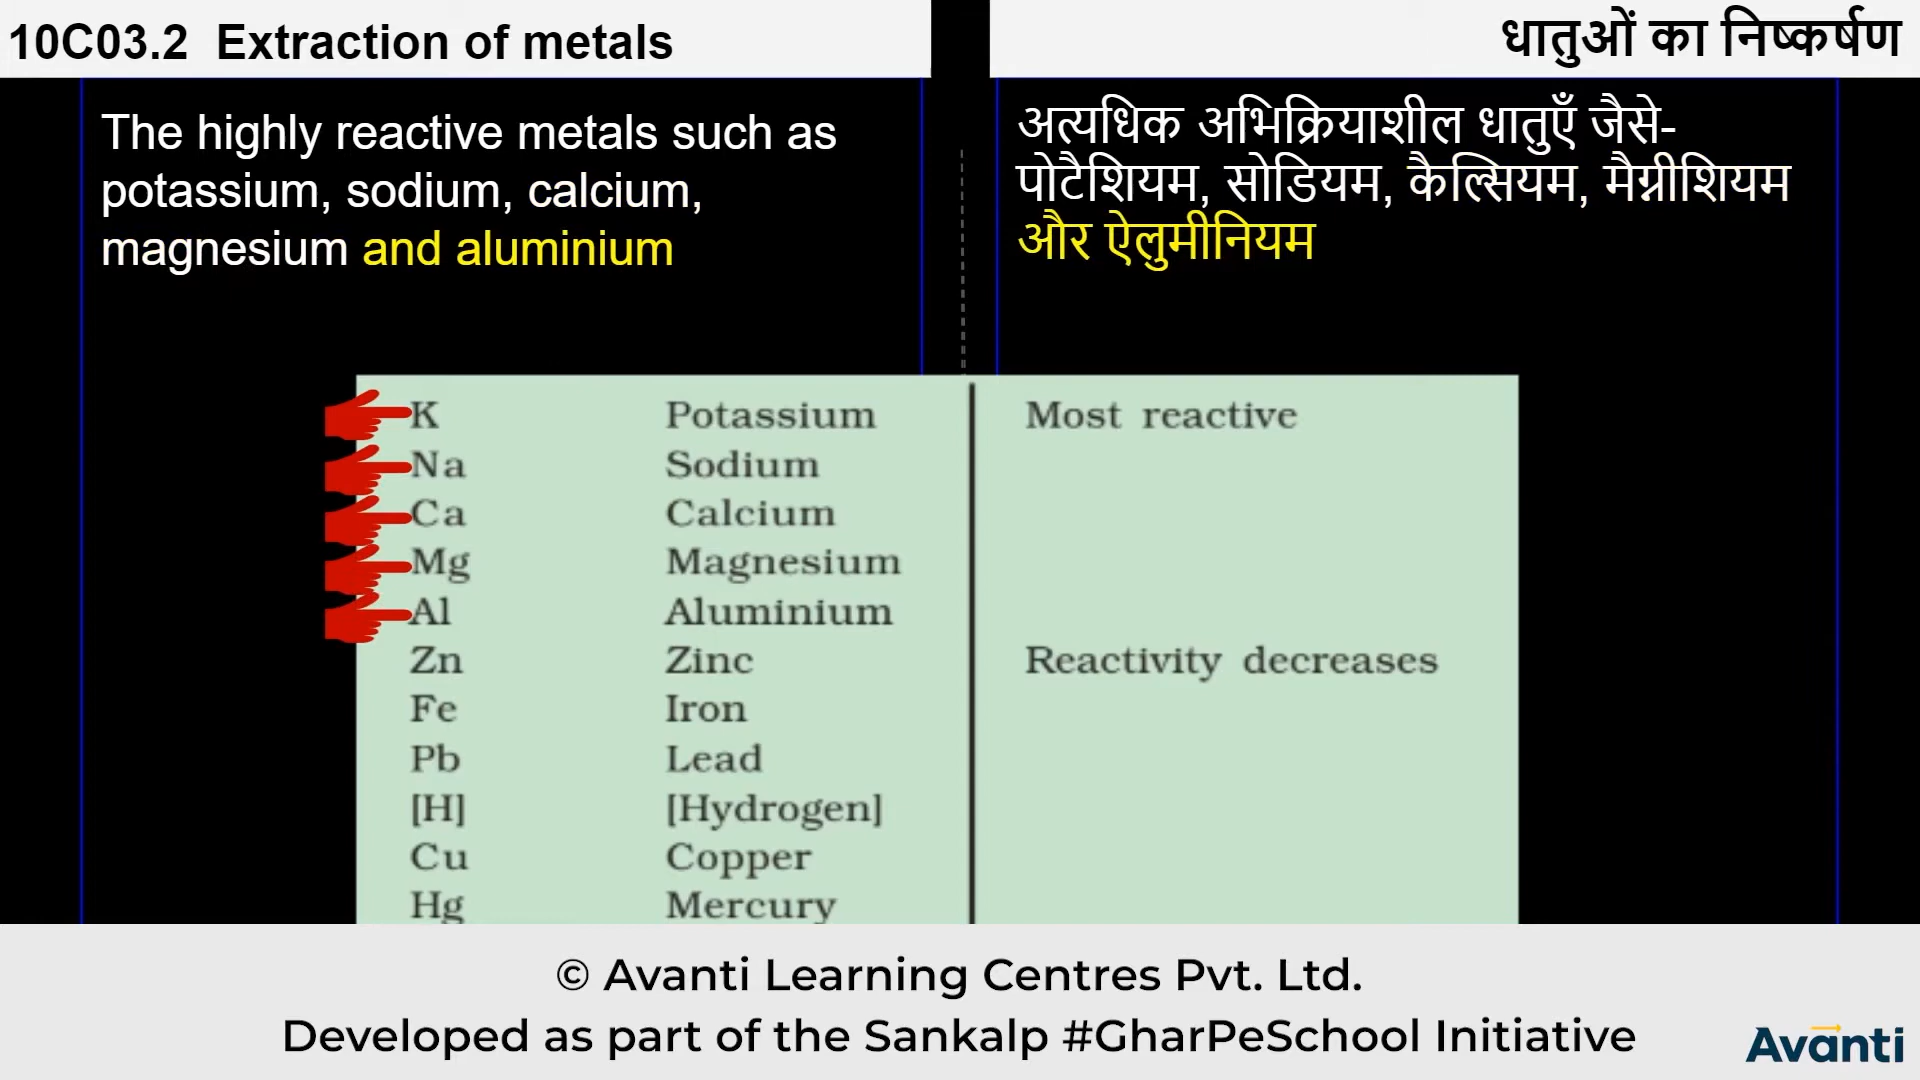 10C03.2 Extraction of metals
धातुओं का निष्कर्षण
The highly reactive metals such as
potassium, sodium, calcium,
magnesium and aluminium
अत्यधिक अभिक्रियाशील धातुएँ जैसे-
पोटैशियम, सोडियम, कैल्सियम, मैग्नीशियम
और ऐलुमीनियम
K Potassium Most reactive
Na Sodium
Ca Calcium
Mg Magnesium
Al Aluminium
Zn Zinc Reactivity decreases
Fe Iron
Pb Lead
[H] [Hydrogen]
Cu Copper
Hg Mercury
© Avanti Learning Centres Pvt. Ltd.
Developed as part of the Sankalp #GharPeSchool Initiative
Avanti